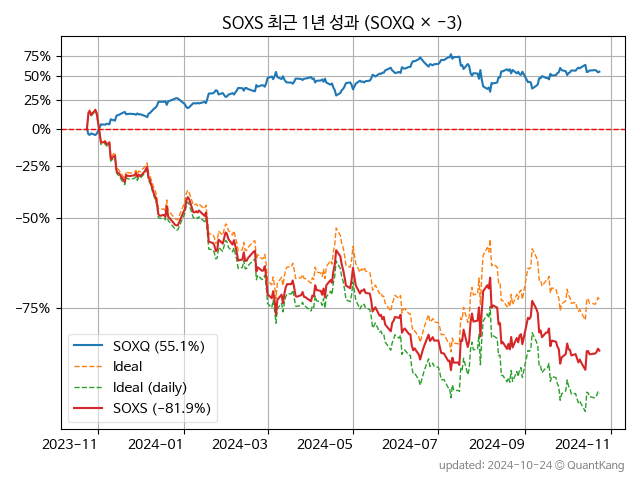 SOXS 최근 1년 성과 (SOXQ × −3)
75%
50%
25%
0%
−25%
−50%
−75%
SOXQ (55.1%)
Ideal
Ideal (daily)
SOXS (−81.9%)
2023-11
2024-01
2024-03
2024-05
2024-07
2024-09
2024-11
updated: 2024-10-24 © QuantKang